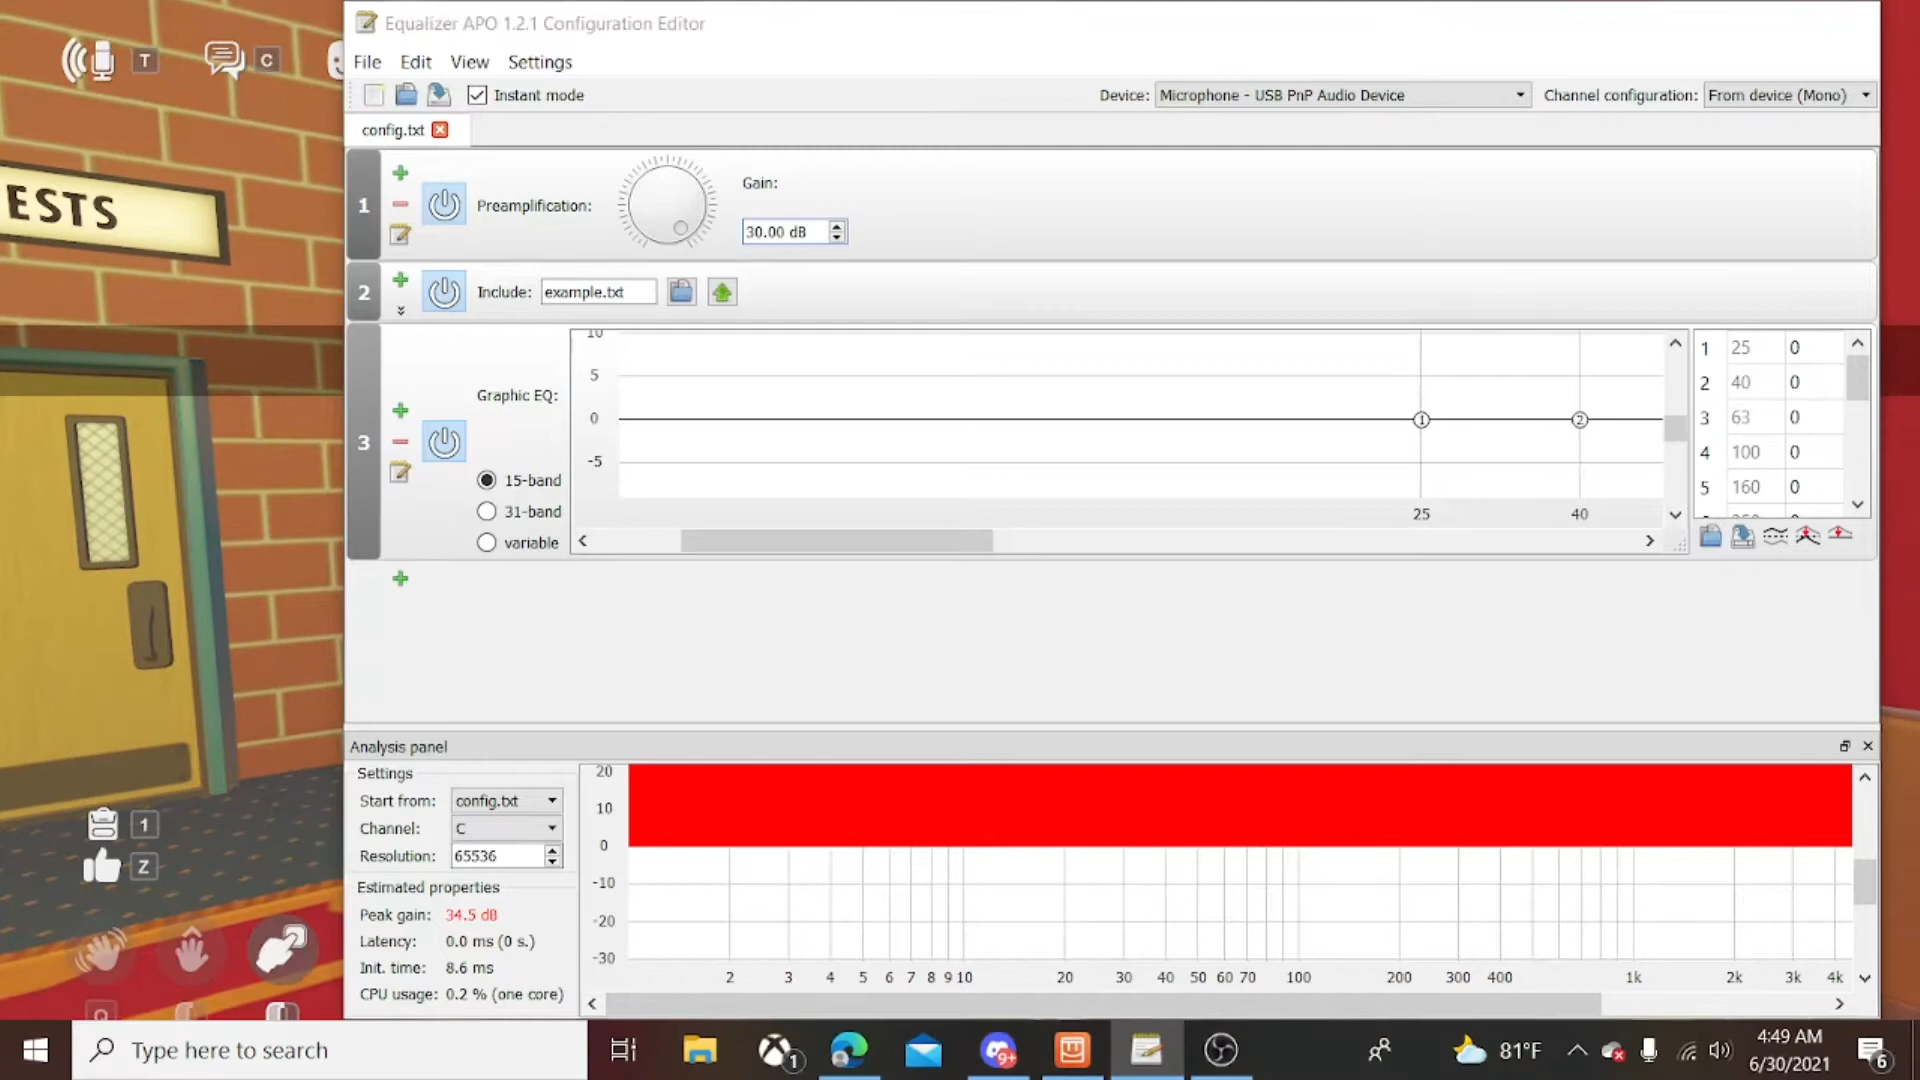 Equalizer APO 1.2.1 Configuration Editor
File Edit View Settings
Instant mode Device: Microphone - USB PnP Audio Device Channel configuration: From device (Mono)
config.txt
T C
ESTS
1 Preamplification: Gain:
30.00 dB
2 Include: example.txt
3 Graphic EQ:
15-band
31-band
variable
10
5
0
-5
25 40
1 2
1 25 0
2 40 0
3 63 0
4 100 0
5 160 0
Analysis panel
Settings
Start from: config.txt
Channel: C
Resolution: 65536
Estimated properties
Peak gain: 34.5 dB
Latency: 0.0 ms (0 s.)
Init. time: 8.6 ms
CPU usage: 0.2 % (one core)
20
10
0
-10
-20
-30
2 3 4 5 6 7 8 9 10 20 30 40 50 60 70 100 200 300 400 1k 2k 3k 4k
1
Z
Type here to search
1
9+
81°F
4:49 AM
6/30/2021
6